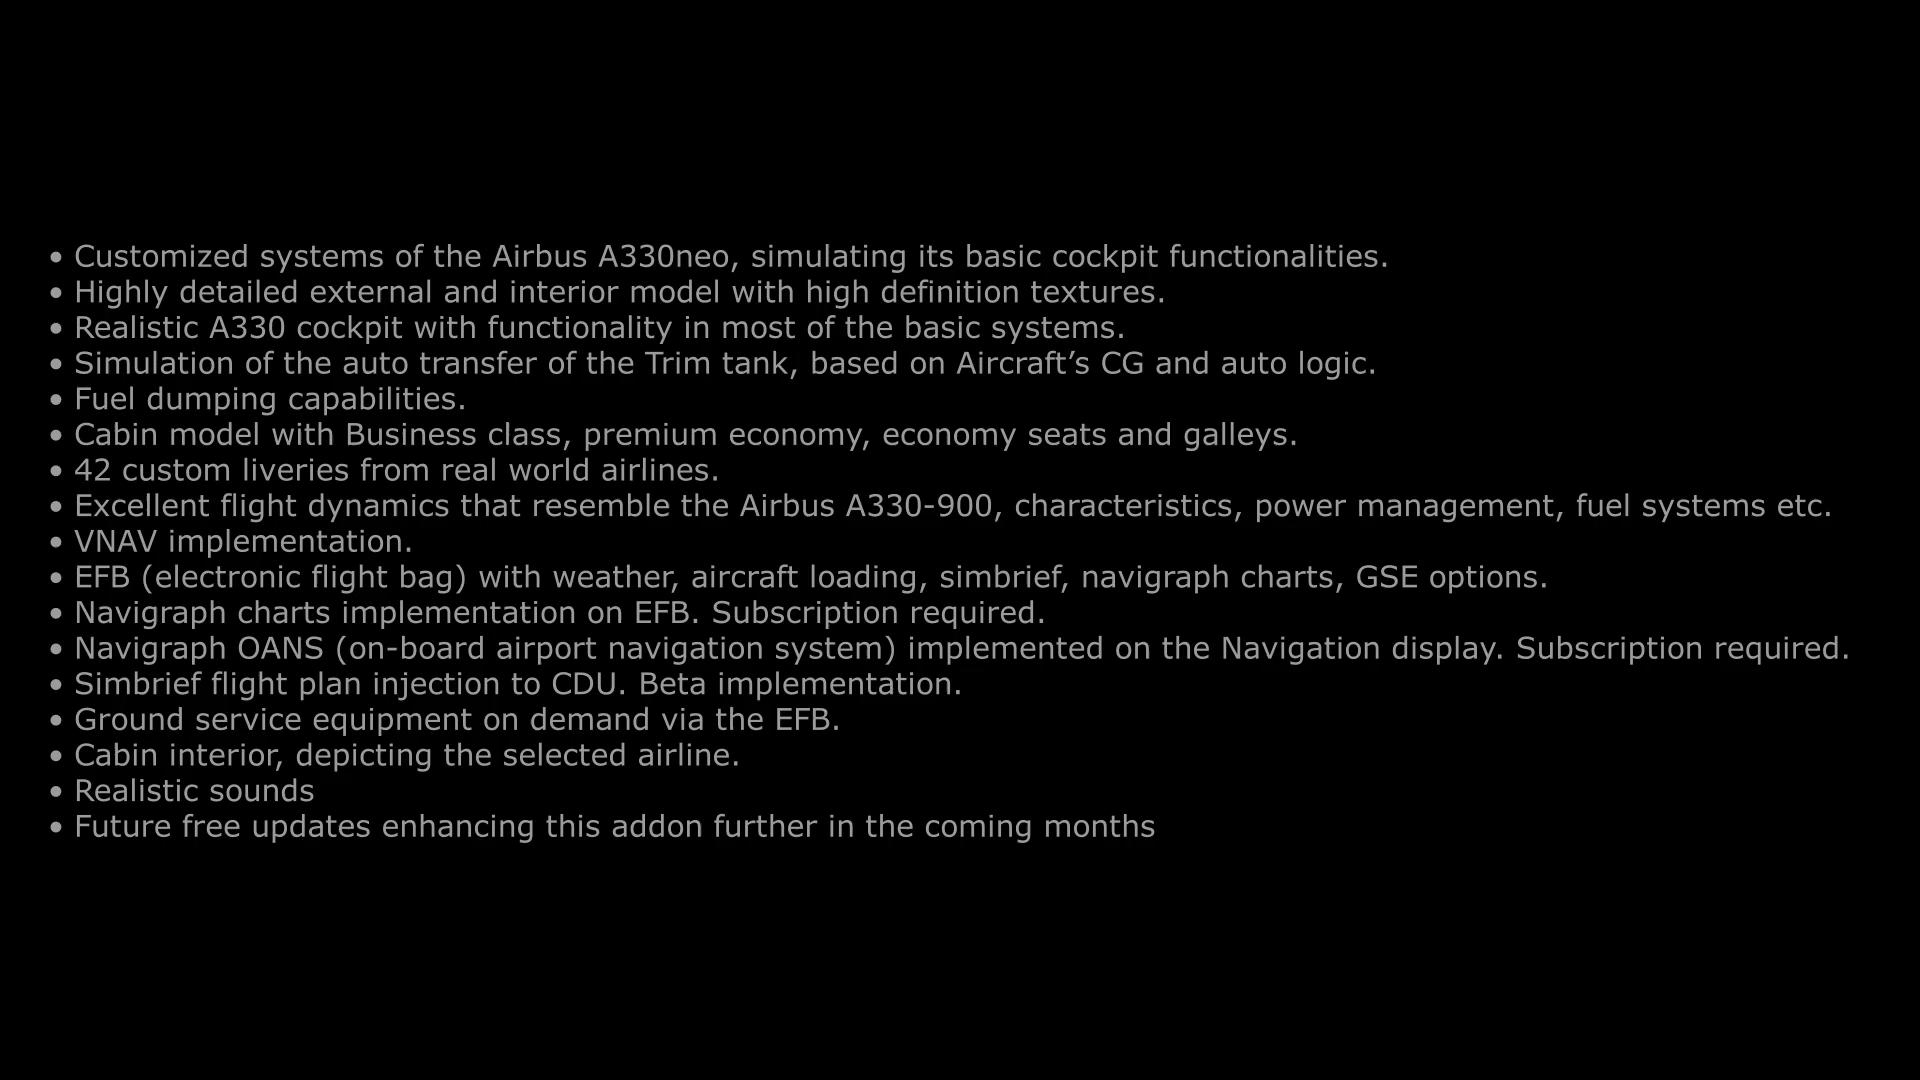 • Customized systems of the Airbus A330neo, simulating its basic cockpit functionalities.
• Highly detailed external and interior model with high definition textures.
• Realistic A330 cockpit with functionality in most of the basic systems.
• Simulation of the auto transfer of the Trim tank, based on Aircraft’s CG and auto logic.
• Fuel dumping capabilities.
• Cabin model with Business class, premium economy, economy seats and galleys.
• 42 custom liveries from real world airlines.
• Excellent flight dynamics that resemble the Airbus A330-900, characteristics, power management, fuel systems etc.
• VNAV implementation.
• EFB (electronic flight bag) with weather, aircraft loading, simbrief, navigraph charts, GSE options.
• Navigraph charts implementation on EFB. Subscription required.
• Navigraph OANS (on-board airport navigation system) implemented on the Navigation display. Subscription required.
• Simbrief flight plan injection to CDU. Beta implementation.
• Ground service equipment on demand via the EFB.
• Cabin interior, depicting the selected airline.
• Realistic sounds
• Future free updates enhancing this addon further in the coming months